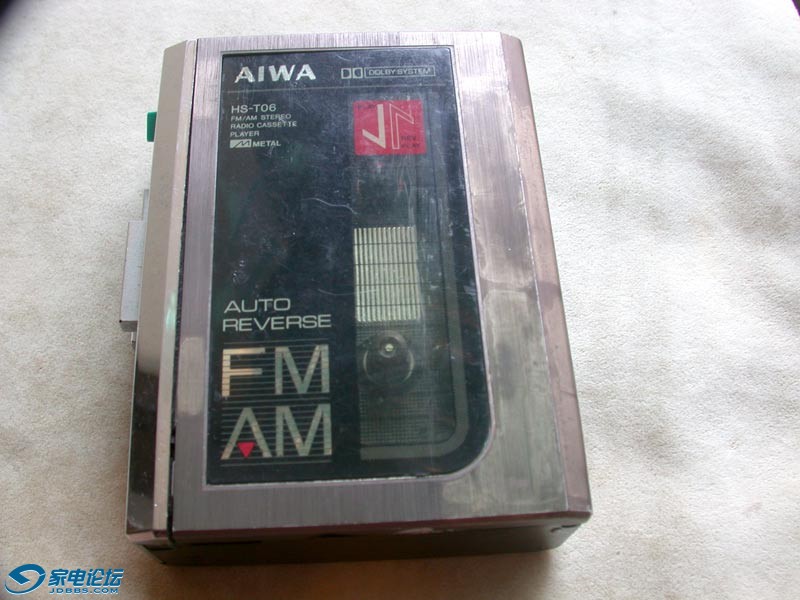 AIWA
DOLBY SYSTEM
HS-T06
FM/AM STEREO
RADIO CASSETTE
PLAYER
METAL
AUTO
REVERSE
FM
AM
家电论坛
JDBBS.COM